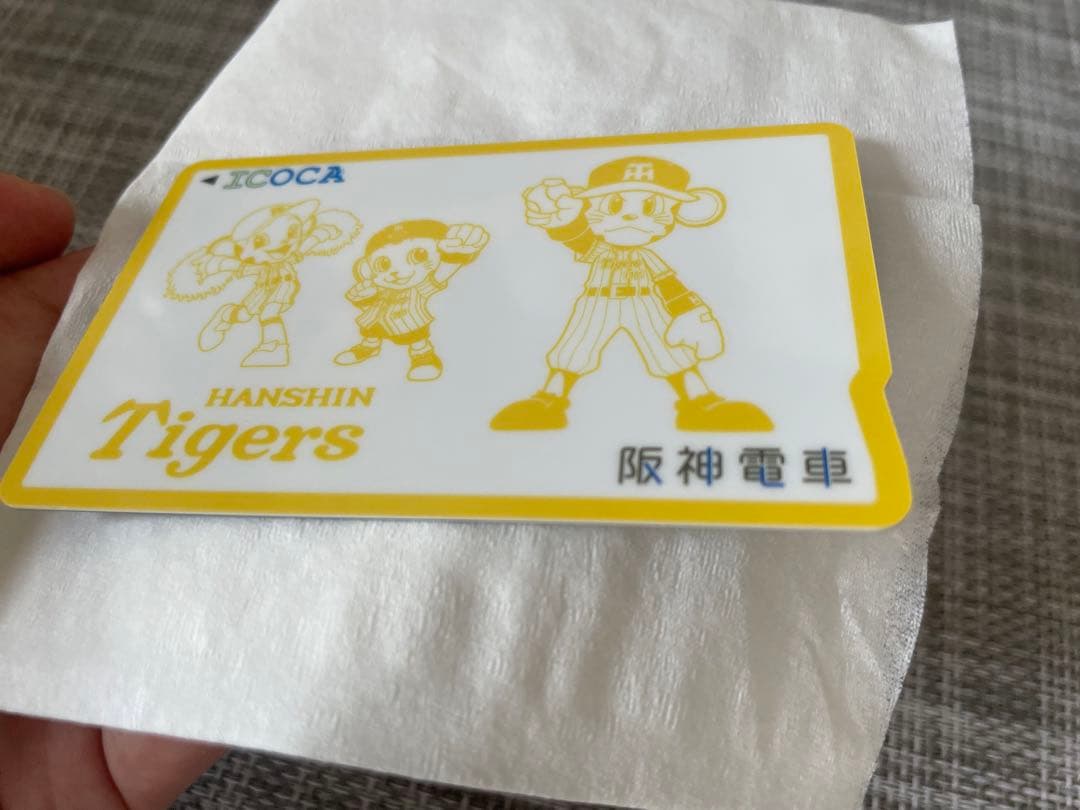 ◀ICOCA
HANSHIN
Tigers
阪神電車